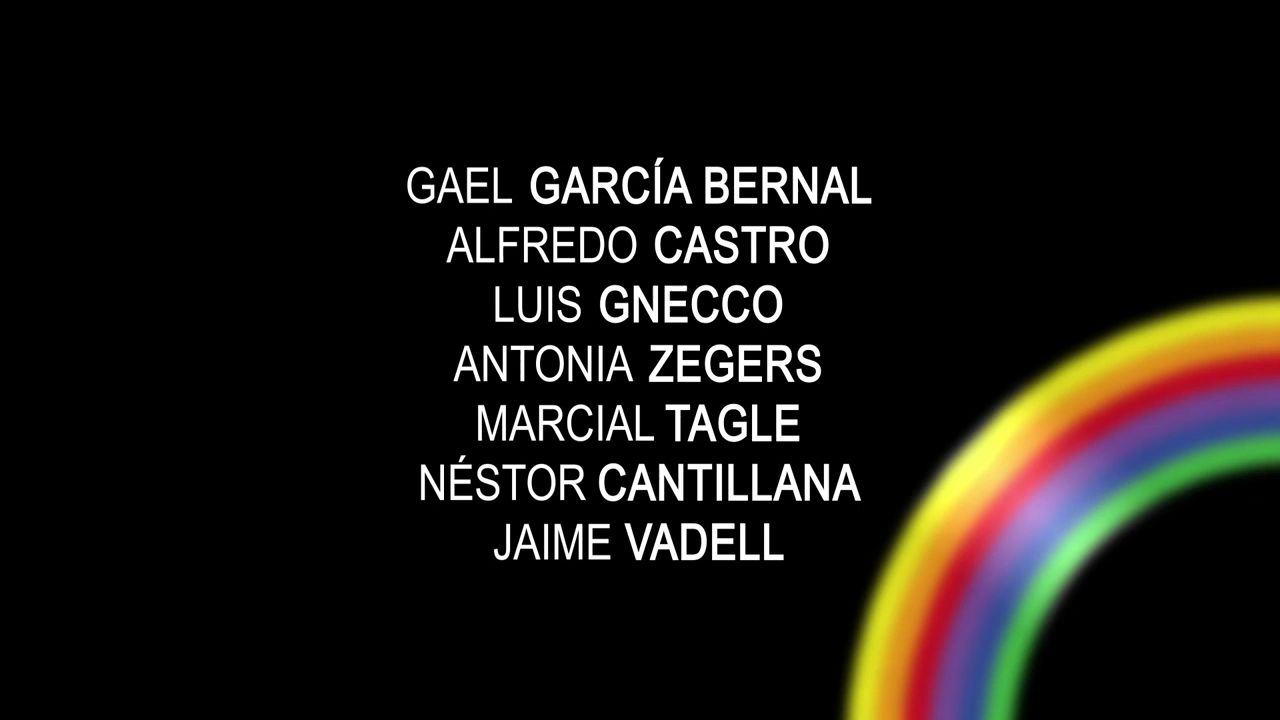 GAEL GARCÍA BERNAL
ALFREDO CASTRO
LUIS GNECCO
ANTONIA ZEGERS
MARCIAL TAGLE
NÉSTOR CANTILLANA
JAIME VADELL